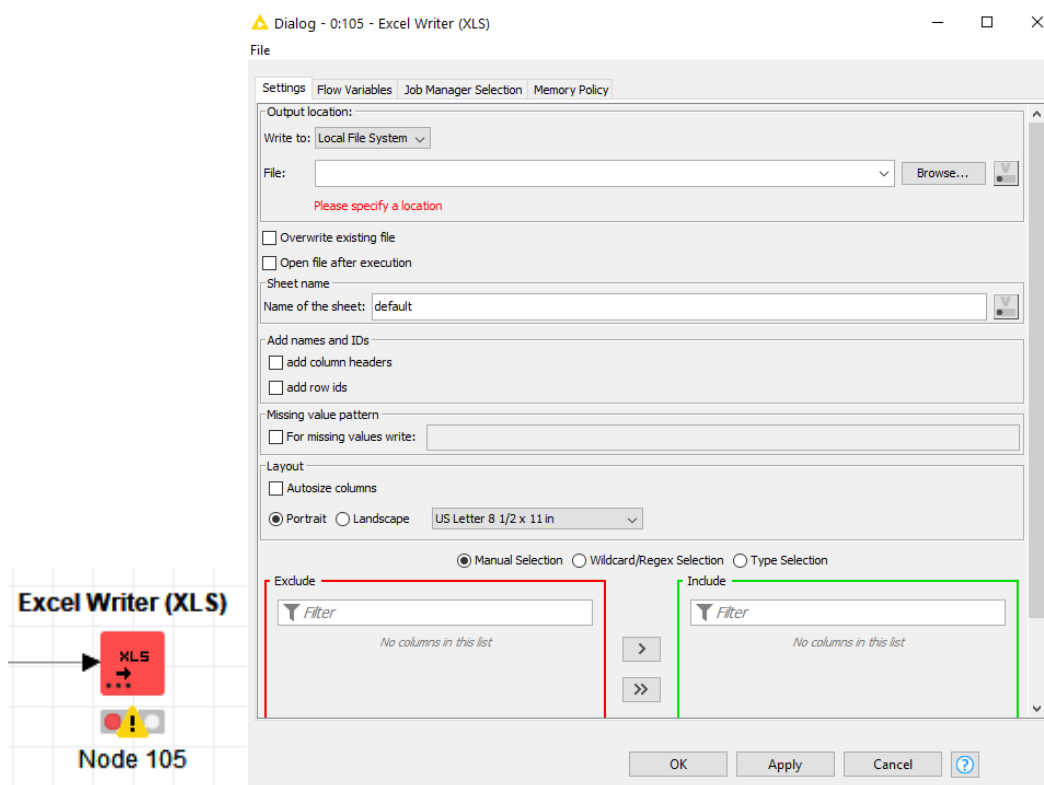 Dialog - 0:105 - Excel Writer (XLS)
File
Settings Flow Variables Job Manager Selection Memory Policy
Output location:
Write to: Local File System
File: Browse...
V
Please specify a location
Overwrite existing file
Open file after execution
Sheet name
Name of the sheet: default
V
Add names and IDs
add column headers
add row ids
Missing value pattern
For missing values write:
Layout
Autosize columns
Portrait Landscape US Letter 8 1/2 x 11 in
Manual Selection Wildcard/Regex Selection Type Selection
Exclude
Filter
No columns in this list
>
>>
Include
Filter
No columns in this list
OK Apply Cancel ?
Excel Writer (XLS)
XLS
!
Node 105